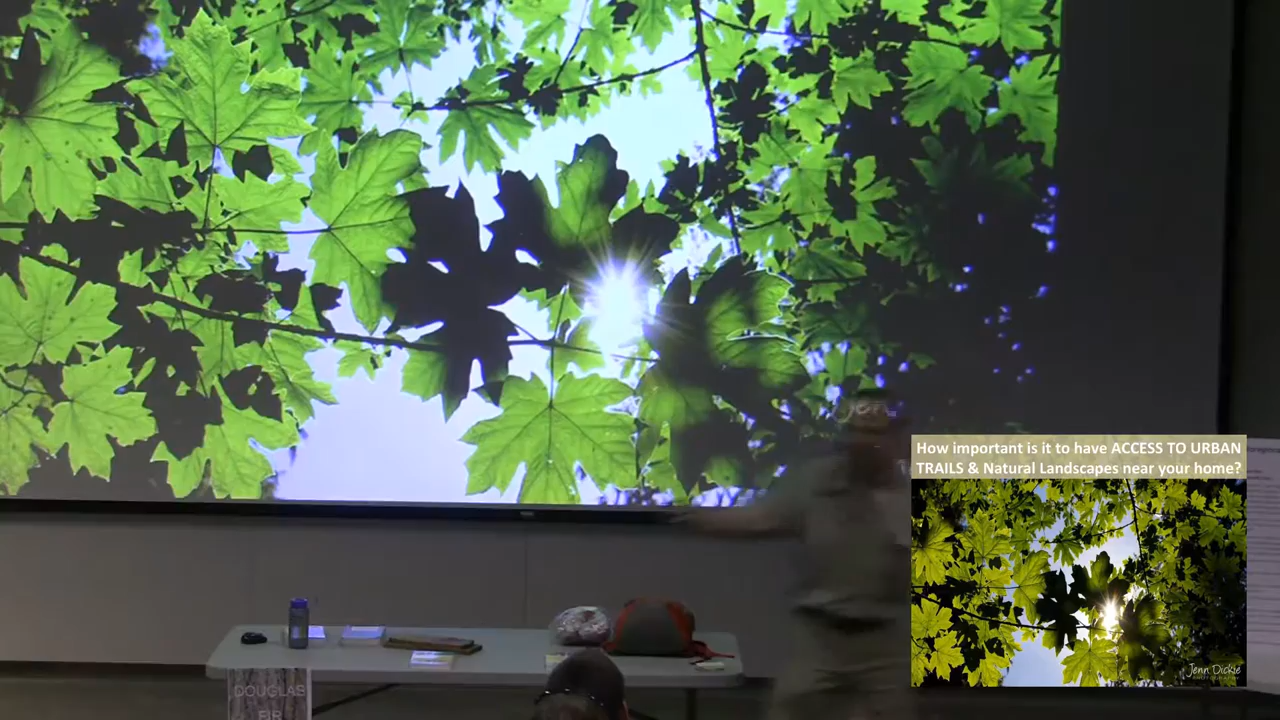 How important is it to have ACCESS TO URBAN
TRAILS & Natural Landscapes near your home?
Jenn Dickie
PHOTOGRAPHY
DOUGLAS
FIR